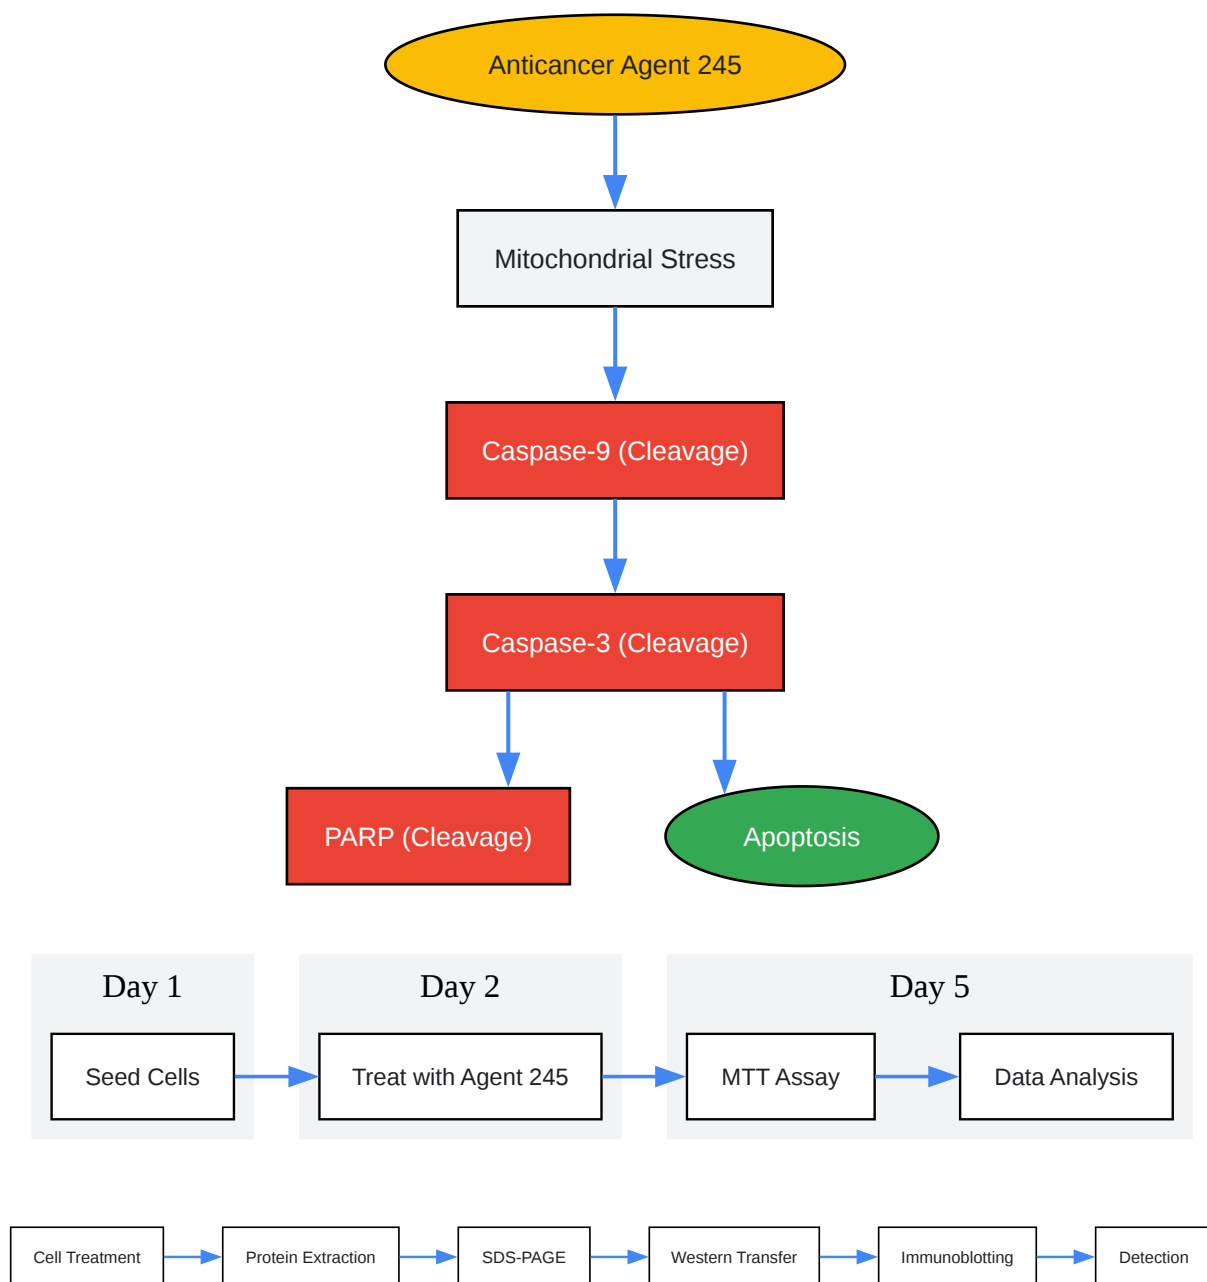 Anticancer Agent 245
Mitochondrial Stress
Caspase-9 (Cleavage)
Caspase-3 (Cleavage)
PARP (Cleavage)
Apoptosis
Day 1
Day 2
Day 5
Seed Cells
Treat with Agent 245
MTT Assay
Data Analysis
Cell Treatment
Protein Extraction
SDS-PAGE
Western Transfer
Immunoblotting
Detection